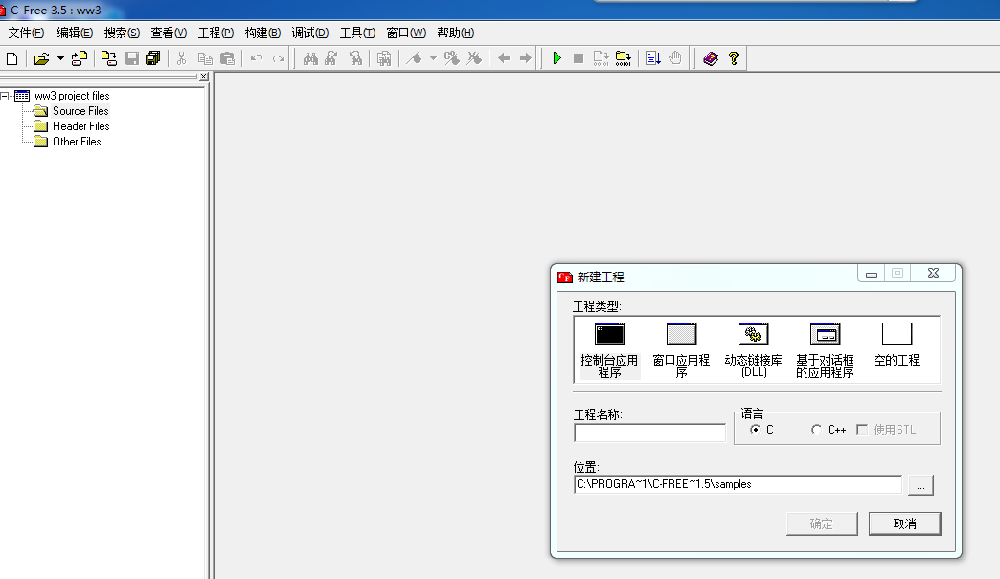 C-Free 3.5 : ww3
文件(F) 编辑(E) 搜索(S) 查看(V) 工程(P) 构建(B) 调试(D) 工具(T) 窗口(W) 帮助(H)
ww3 project files
Source Files
Header Files
Other Files
新建工程
工程类型:
控制台应用
程序
窗口应用程
序
动态链接库
(DLL)
基于对话框
的应用程序
空的工程
工程名称:
语言
C
C++
使用STL
位置:
C:\PROGRA~1\C-FREE~1.5\samples
...
确定
取消